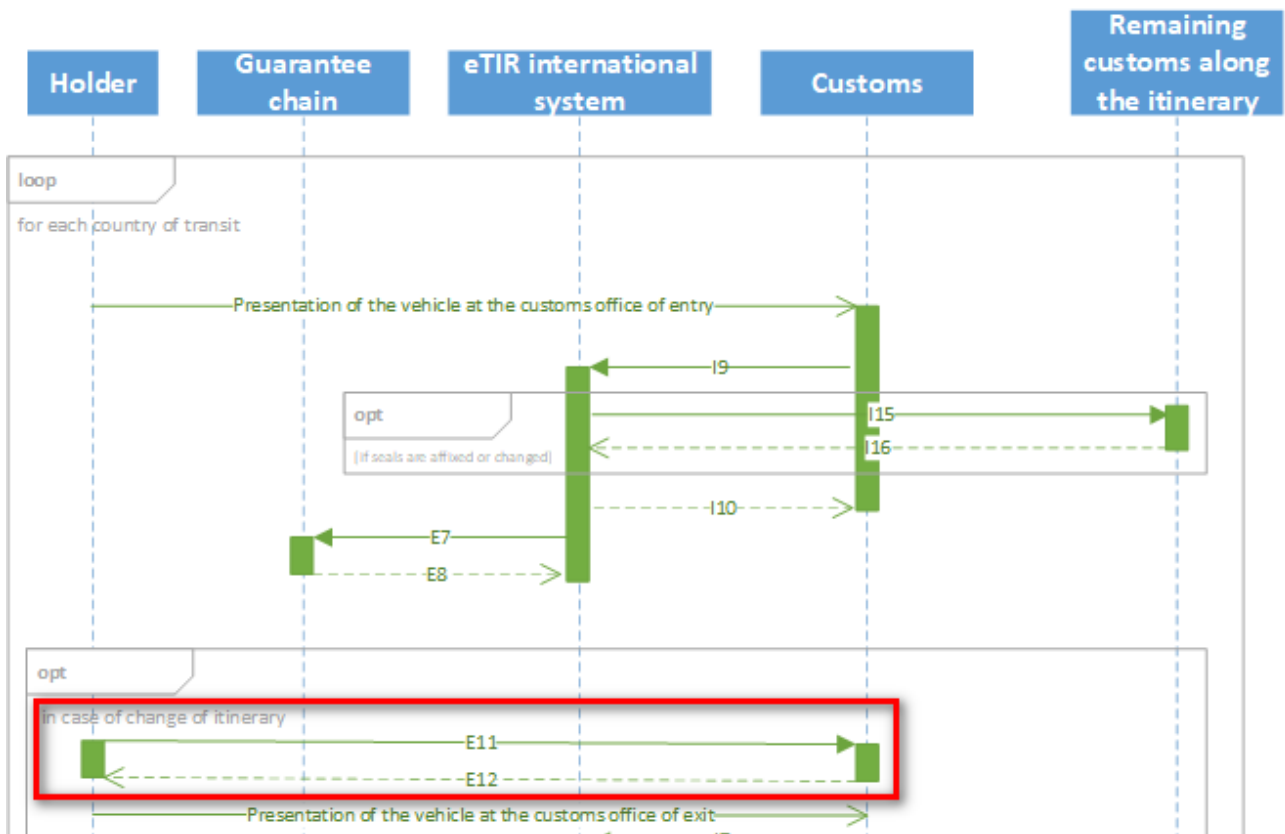 Holder
Guarantee
chain
eTIR international
system
Customs
Remaining
customs along
the itinerary
loop
for each country of transit
Presentation of the vehicle at the customs office of entry
I9
opt
I15
[if seals are affixed or changed]
I16
I10
E7
E8
opt
in case of change of itinerary
E11
E12
Presentation of the vehicle at the customs office of exit